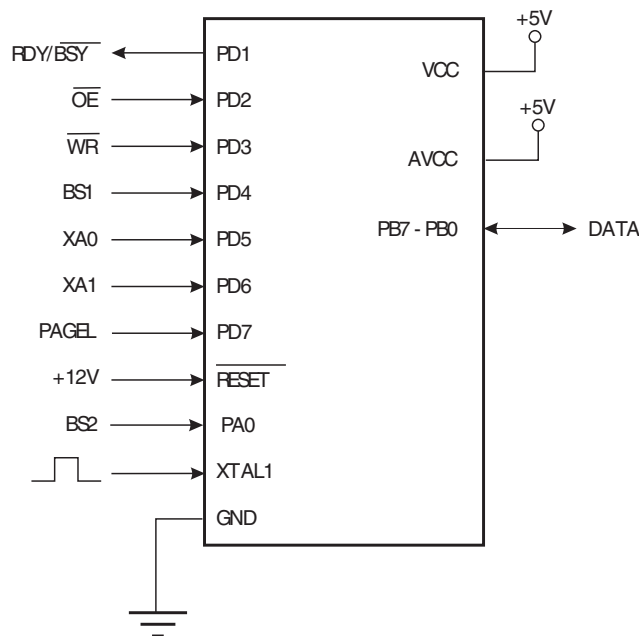 RDY/BSY PD1
OE PD2
WR PD3
BS1 PD4
XA0 PD5
XA1 PD6
PAGEL PD7
+12V RESET
BS2 PA0
XTAL1
GND
+5V
VCC
+5V
AVCC
PB7 - PB0 DATA